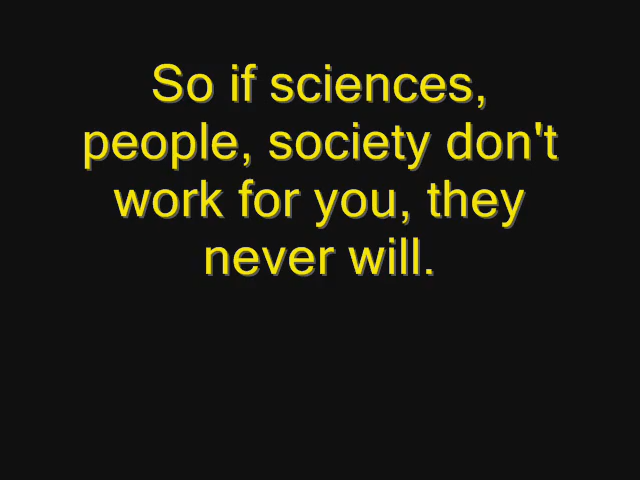 So if sciences,
people, society don't
work for you, they
never will.